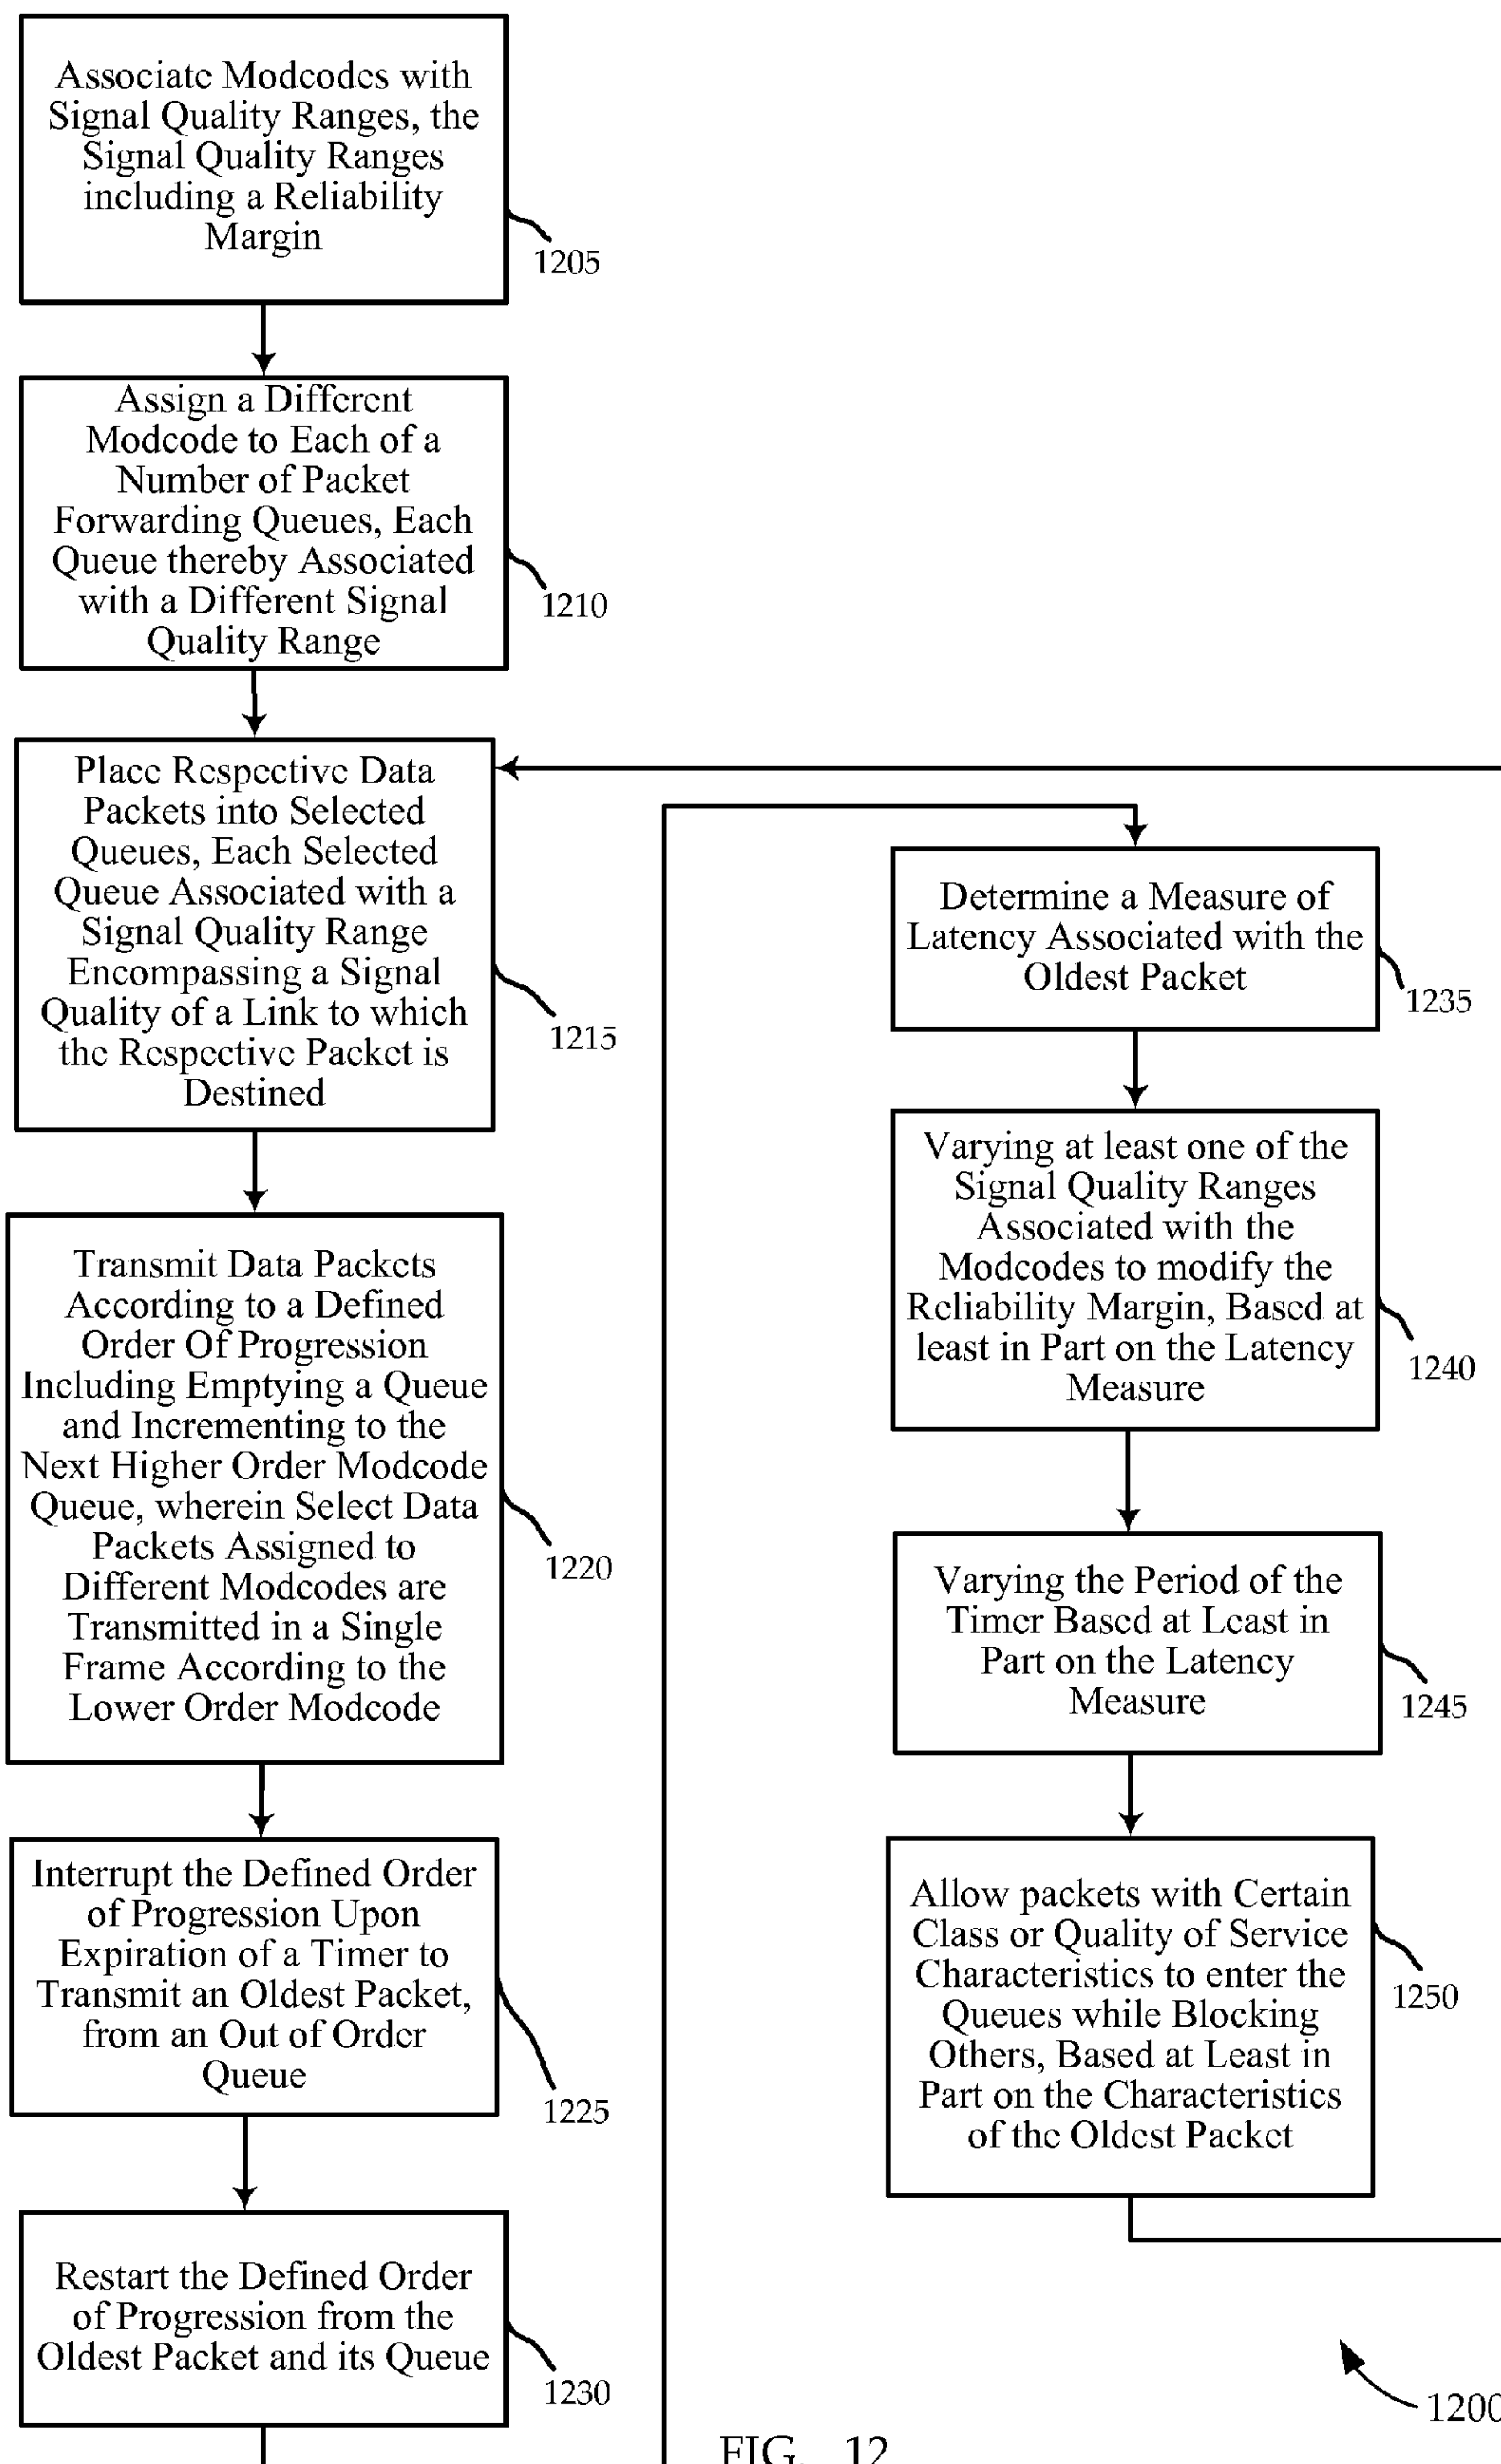 Associate Modcodes with
Signal Quality Ranges, the
Signal Quality Ranges
including a Reliability
Margin
1205
Assign a Different
Modcode to Each of a
Number of Packet
Forwarding Queues, Each
Queue thereby Associated
with a Different Signal
Quality Range
1210
Place Respective Data
Packets into Selected
Queues, Each Selected
Queue Associated with a
Signal Quality Range
Encompassing a Signal
Quality of a Link to which
the Respective Packet is
Destined
1215
Transmit Data Packets
According to a Defined
Order Of Progression
Including Emptying a Queue
and Incrementing to the
Next Higher Order Modcode
Queue, wherein Select Data
Packets Assigned to
Different Modcodes are
Transmitted in a Single
Frame According to the
Lower Order Modcode
1220
Interrupt the Defined Order
of Progression Upon
Expiration of a Timer to
Transmit an Oldest Packet,
from an Out of Order
Queue
1225
Restart the Defined Order
of Progression from the
Oldest Packet and its Queue
1230
Determine a Measure of
Latency Associated with the
Oldest Packet
1235
Varying at least one of the
Signal Quality Ranges
Associated with the
Modcodes to modify the
Reliability Margin, Based at
least in Part on the Latency
Measure
1240
Varying the Period of the
Timer Based at Least in
Part on the Latency
Measure
1245
Allow packets with Certain
Class or Quality of Service
Characteristics to enter the
Queues while Blocking
Others, Based at Least in
Part on the Characteristics
of the Oldest Packet
1250
1200
FIG. 12